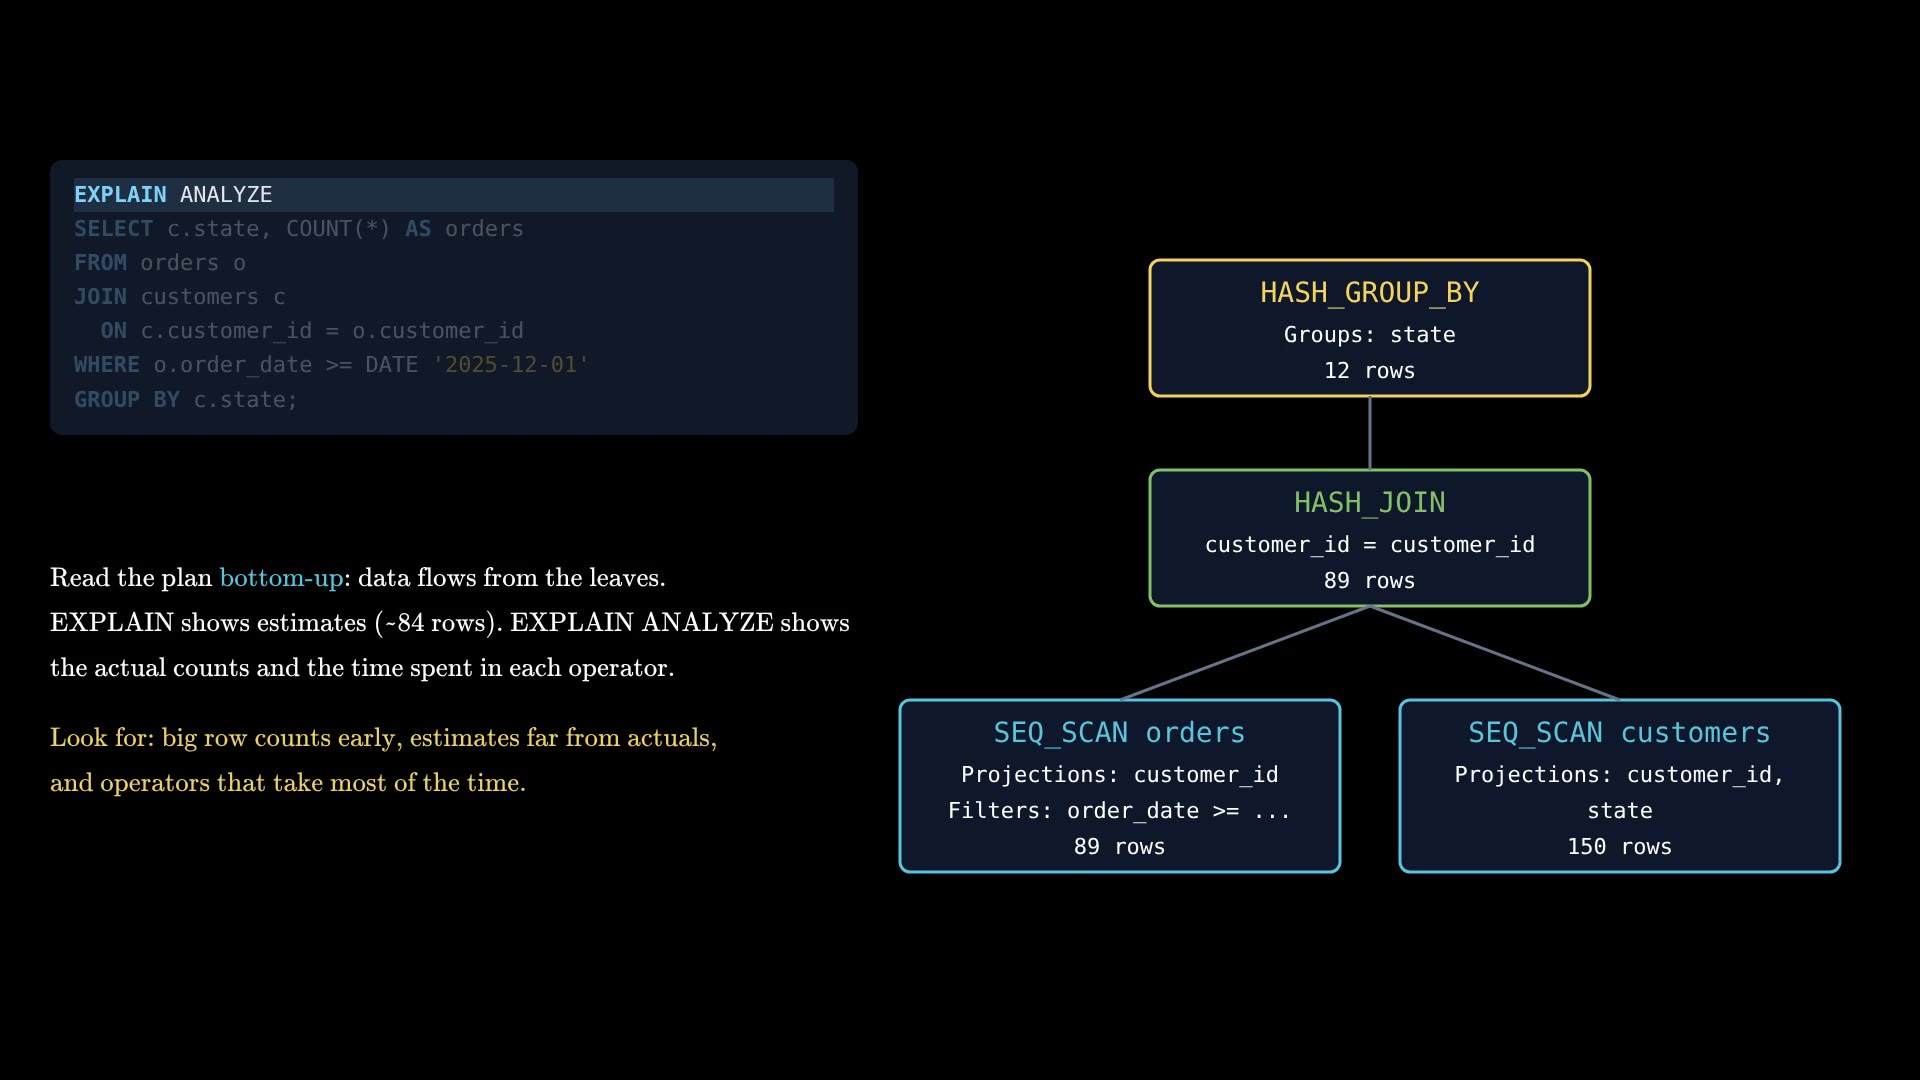 EXPLAIN ANALYZE
SELECT c.state, COUNT(*) AS orders
FROM orders o
JOIN customers c
  ON c.customer_id = o.customer_id
WHERE o.order_date >= DATE '2025-12-01'
GROUP BY c.state;
Read the plan bottom-up: data flows from the leaves.
EXPLAIN shows estimates (~84 rows). EXPLAIN ANALYZE shows
the actual counts and the time spent in each operator.
Look for: big row counts early, estimates far from actuals,
and operators that take most of the time.
HASH_GROUP_BY
Groups: state
12 rows
HASH_JOIN
customer_id = customer_id
89 rows
SEQ_SCAN orders
Projections: customer_id
Filters: order_date >= ...
89 rows
SEQ_SCAN customers
Projections: customer_id,
state
150 rows